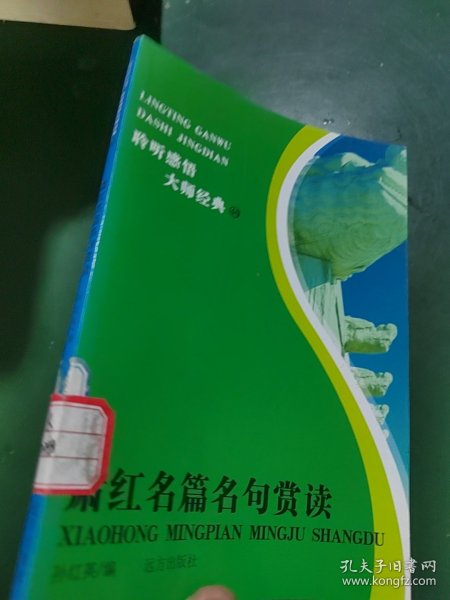 LINGTING GANWU
DASHI JINGDIAN
聆听感悟
大师经典
萧红名篇名句赏读
XIAOHONG MINGPIAN MINGJU SHANGDU
孙红英/编 远方出版社
孔夫子旧书网
www.kongfz.com